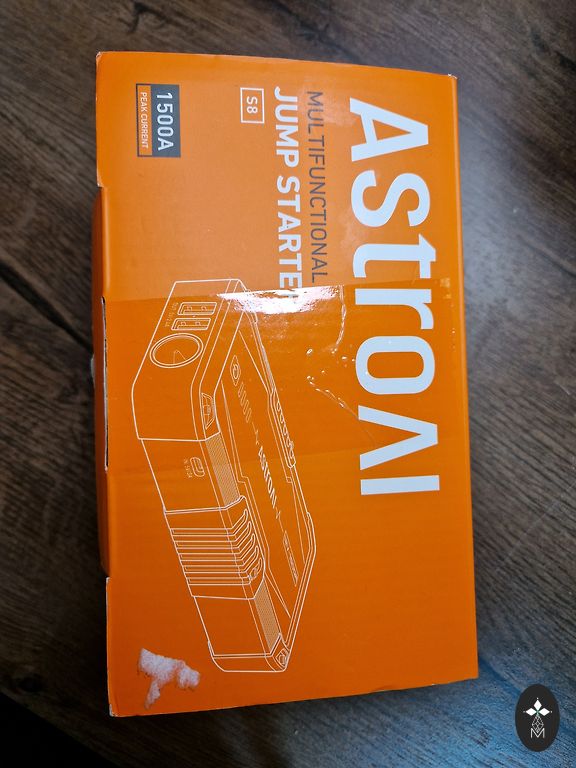 AStroAI
MULTIFUNCTIONAL
JUMP STARTER
S8
1500A
PEAK CURRENT